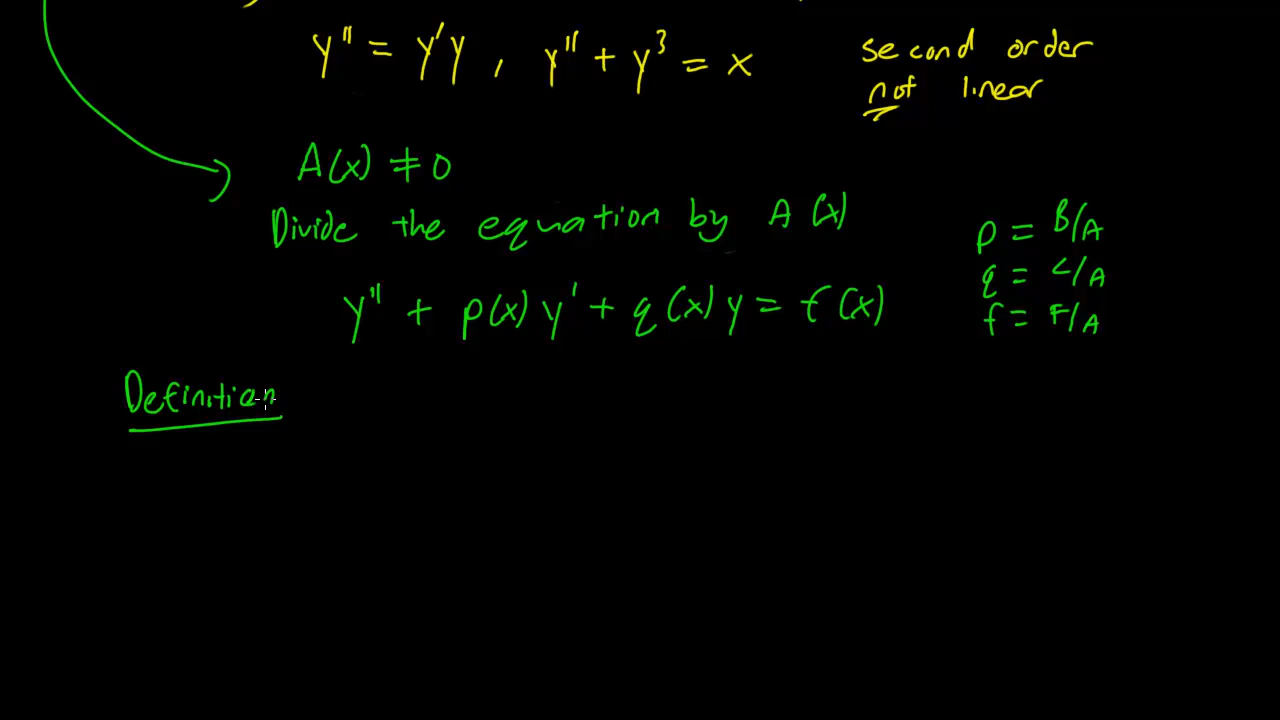 y'' = y'y , y'' + y³ = x
second order
not linear
A(x) ≠ 0
Divide the equation by A(x)
p = B/A
q = C/A
f = F/A
y'' + p(x)y' + q(x)y = f(x)
Definition